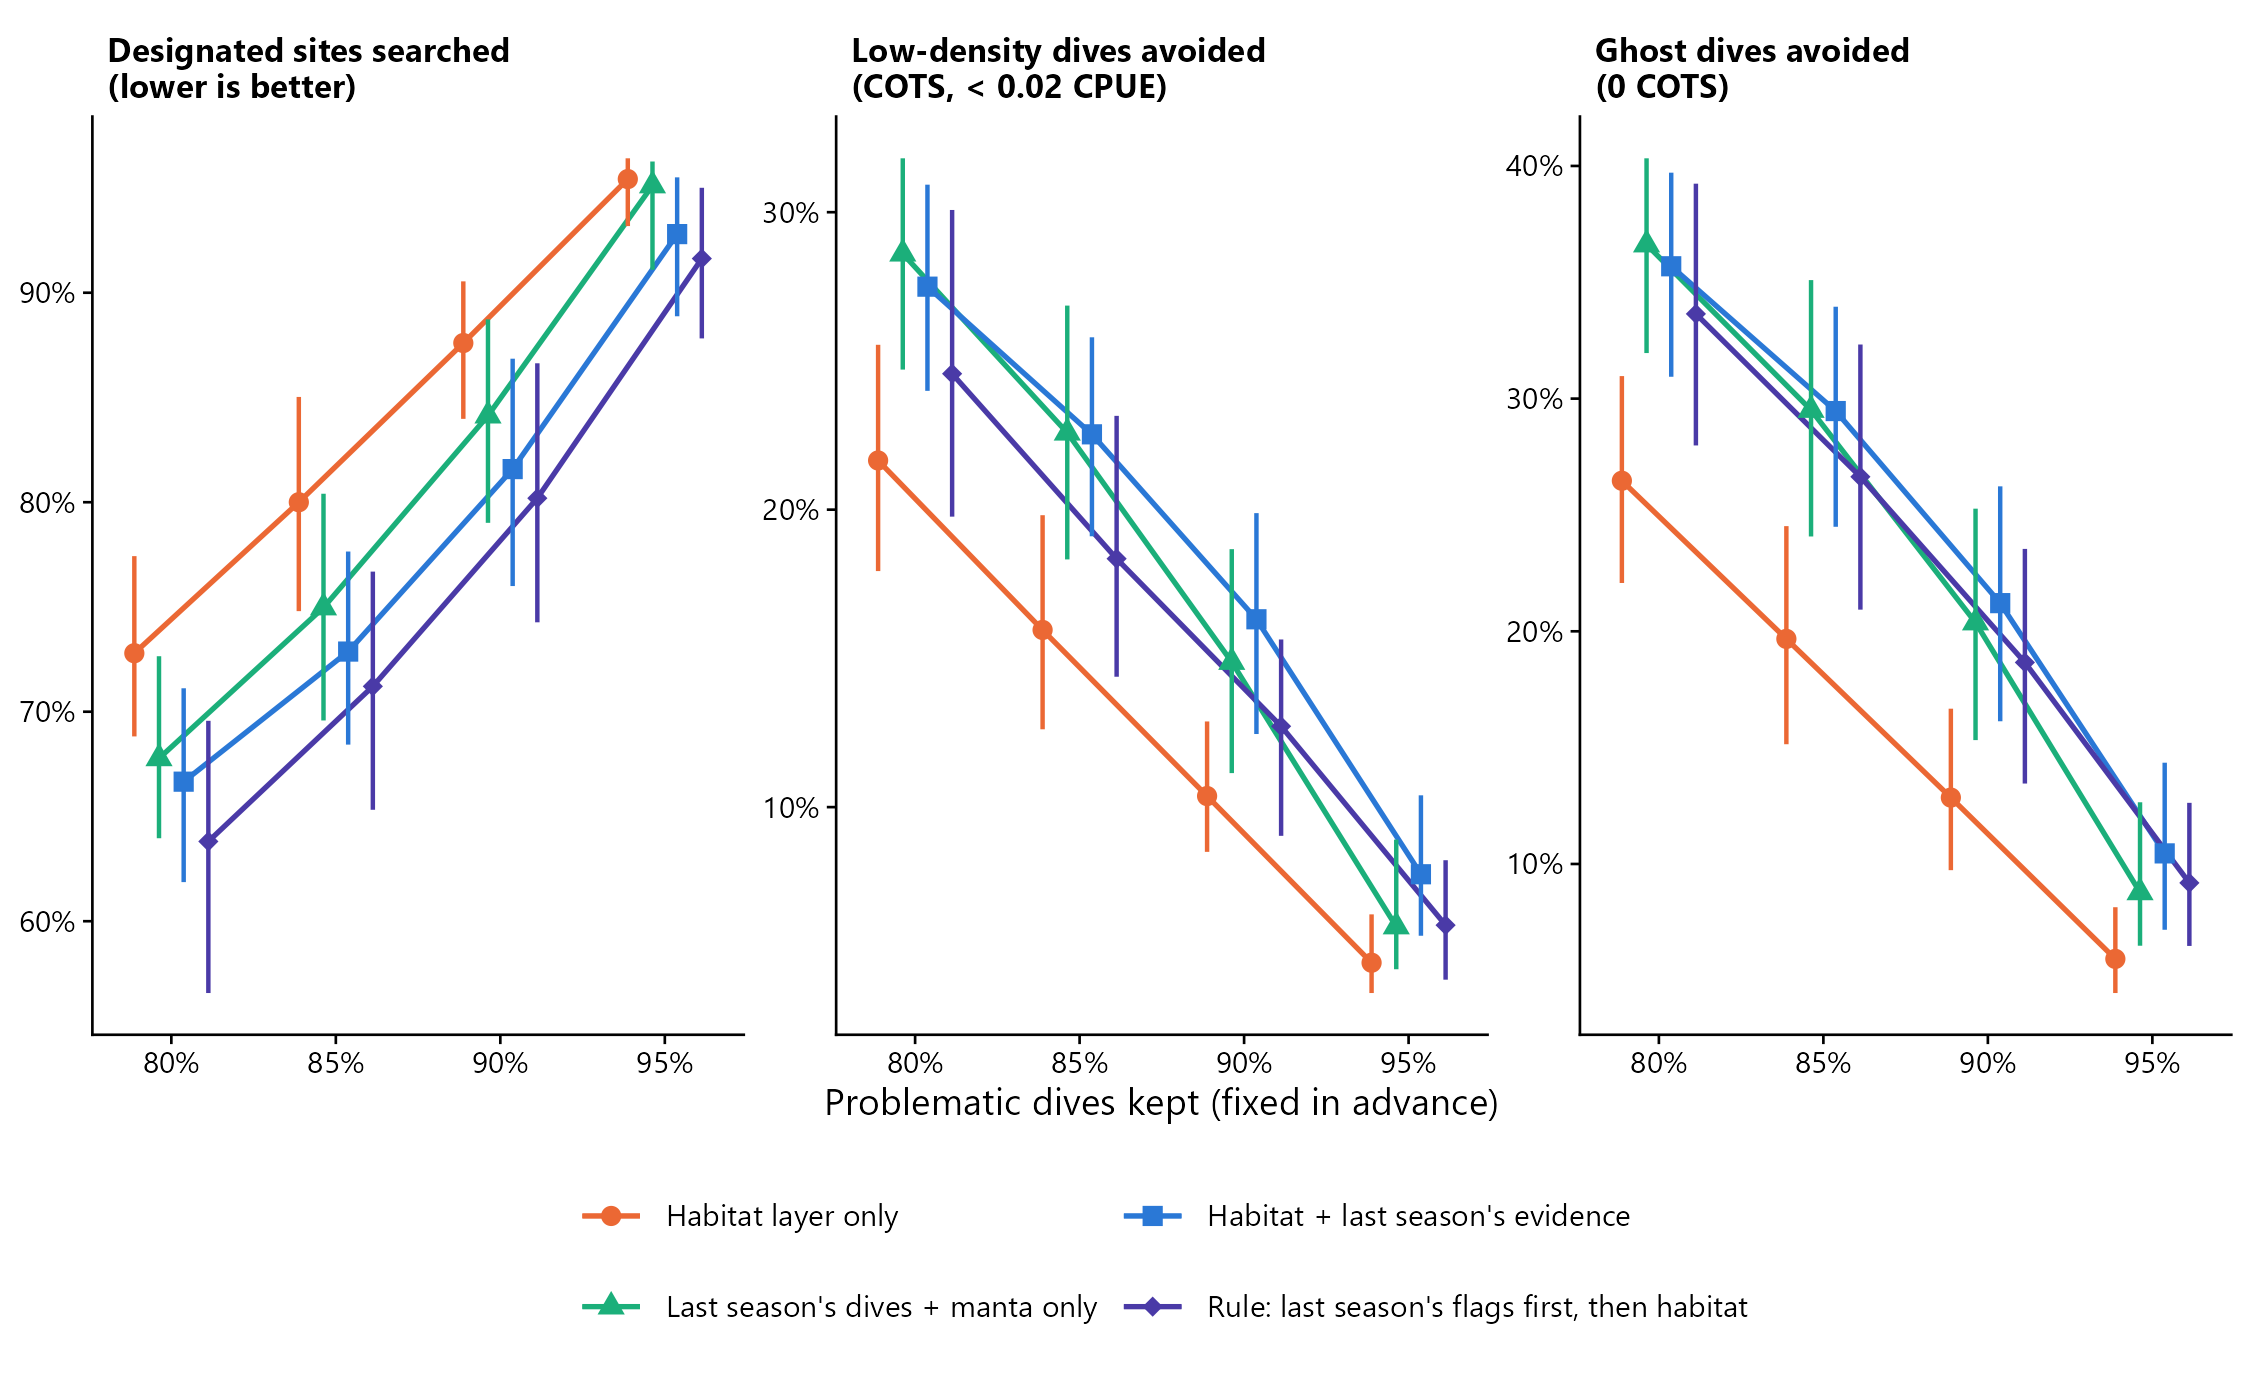 Designated sites searched
(lower is better)
90%
80%
70%
60%
80%
85%
90%
95%
Low-density dives avoided
(COTS, < 0.02 CPUE)
30%
20%
10%
80%
85%
90%
95%
Ghost dives avoided
(0 COTS)
40%
30%
20%
10%
80%
85%
90%
95%
Problematic dives kept (fixed in advance)
Habitat layer only
Habitat + last season's evidence
Last season's dives + manta only
Rule: last season's flags first, then habitat